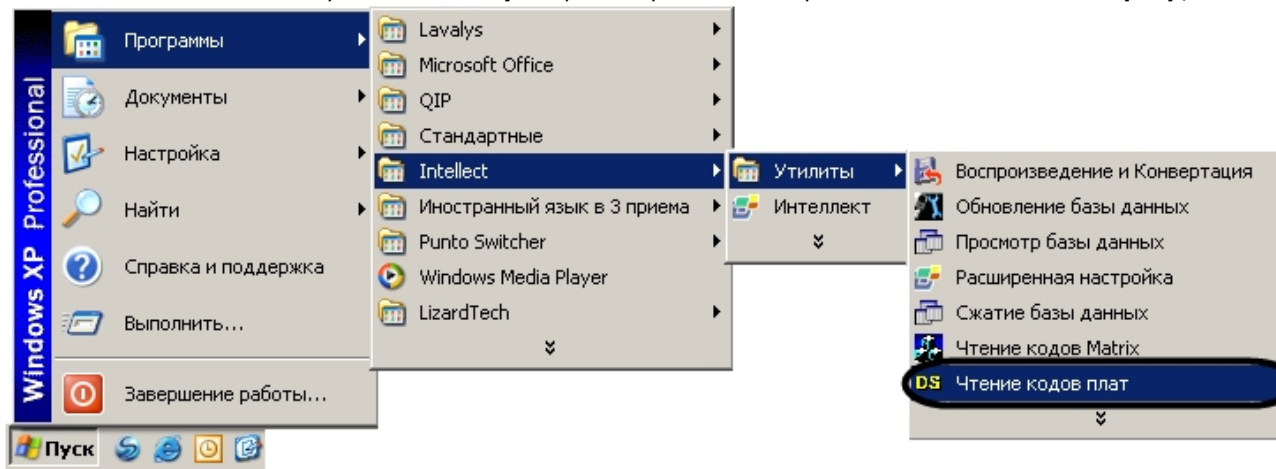 Windows XP Professional
Программы
Документы
Настройка
Найти
Справка и поддержка
Выполнить...
Завершение работы...
Пуск
Lavalys
Microsoft Office
QIP
Стандартные
Intellect
Иностранный язык в 3 приема
Punto Switcher
Windows Media Player
LizardTech
Утилиты
Интеллект
Воспроизведение и Конвертация
Обновление базы данных
Просмотр базы данных
Расширенная настройка
Сжатие базы данных
Чтение кодов Matrix
DS Чтение кодов плат